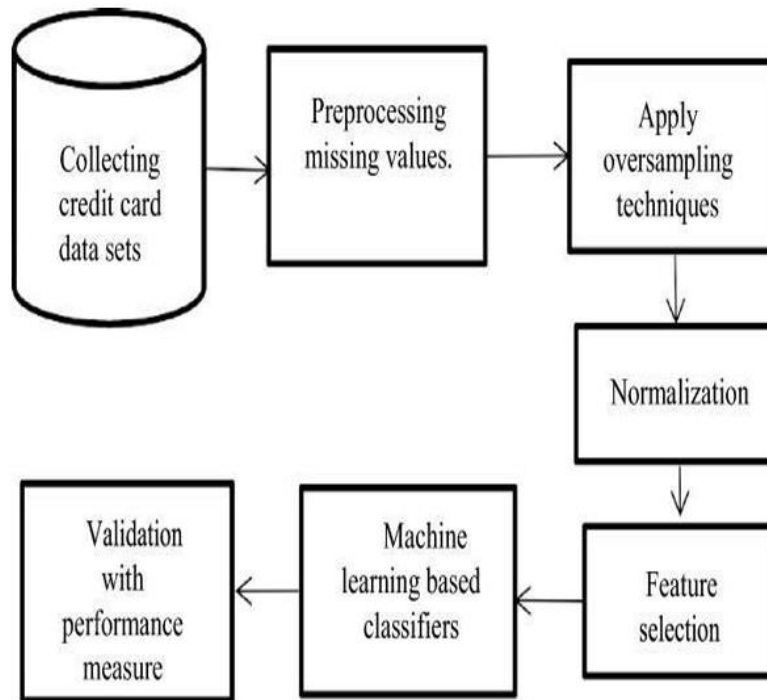 Collecting
credit card
data sets
Preprocessing
missing values.
Apply
oversampling
techniques
Normalization
Feature
selection
Machine
learning based
classifiers
Validation
with
performance
measure